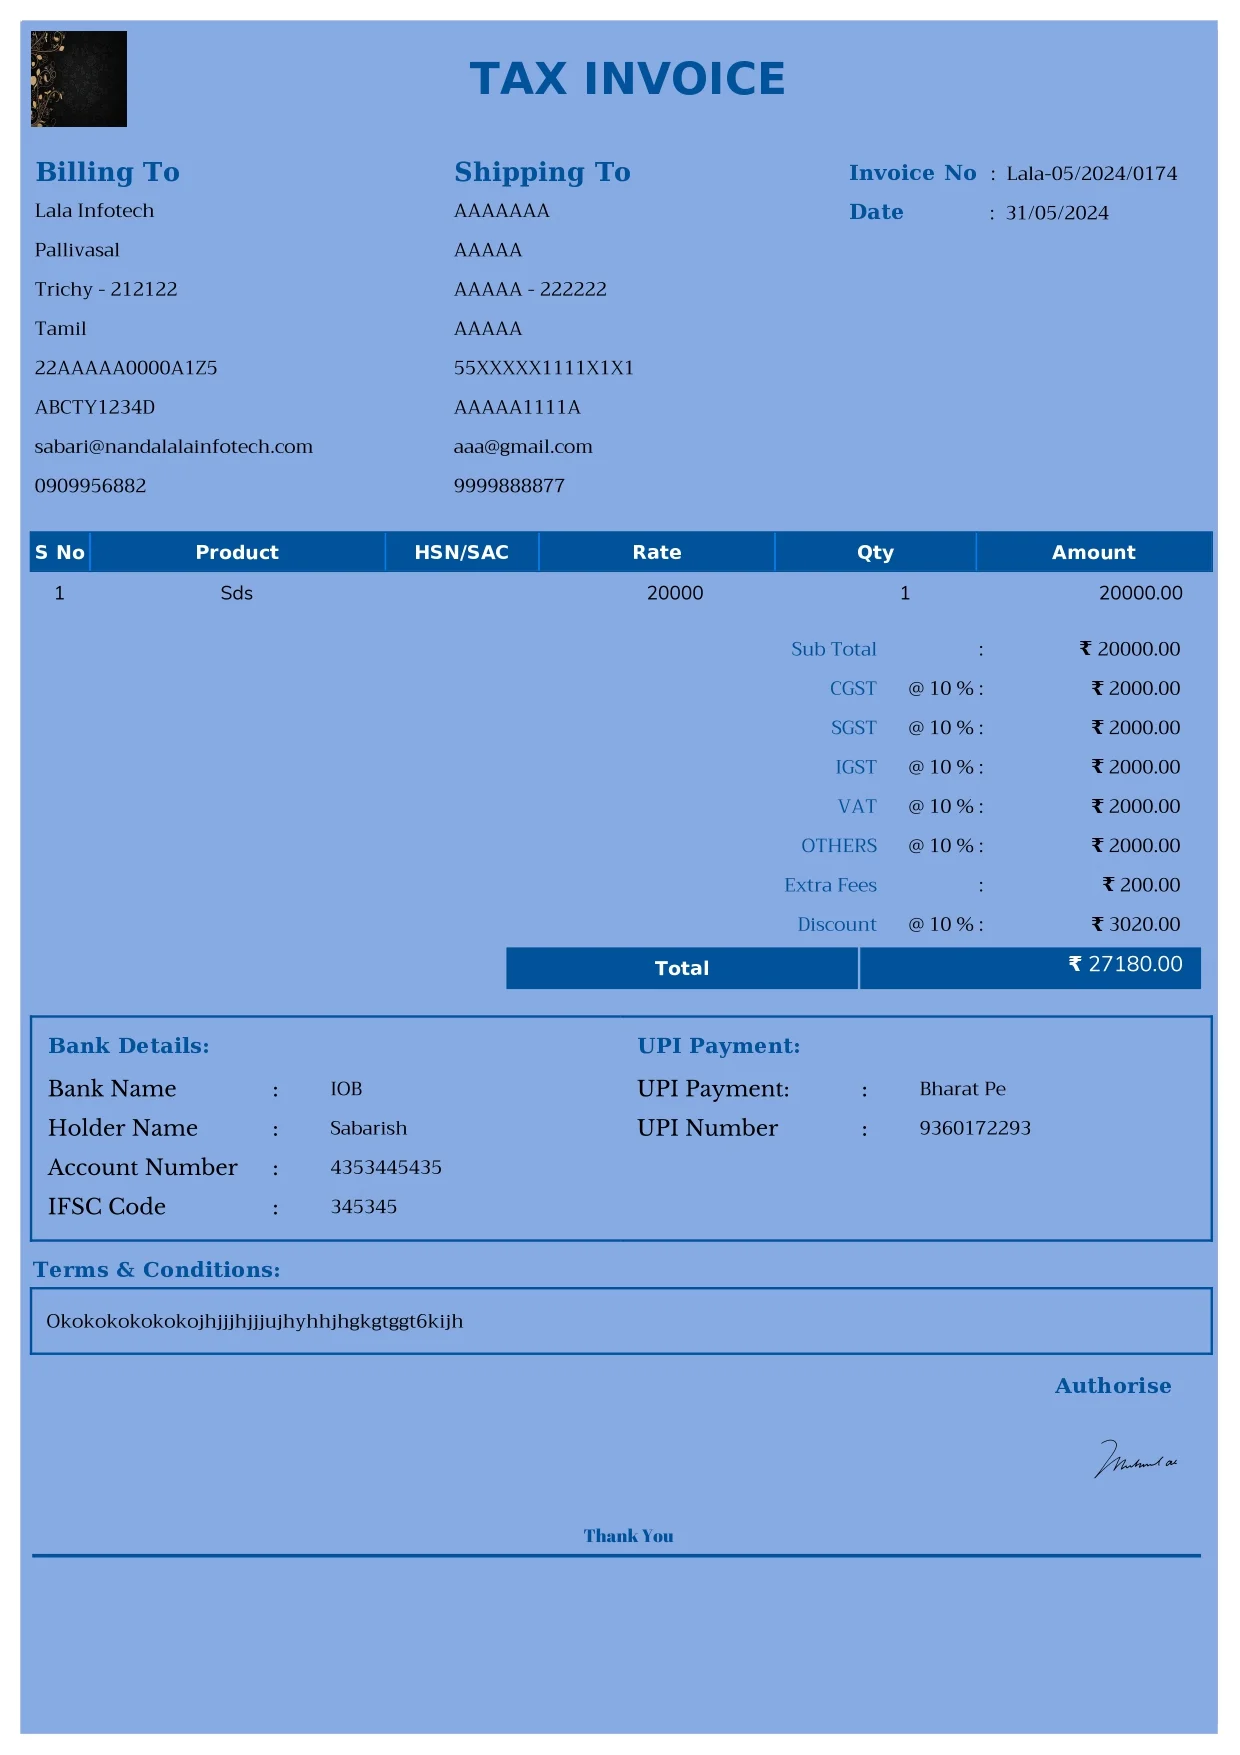 TAX INVOICE
Billing To
Lala Infotech
Pallivasal
Trichy - 212122
Tamil
22AAAAA0000A1Z5
ABCTY1234D
sabari@nandalalainfotech.com
0909956882
Shipping To
AAAAAAA
AAAAA
AAAAA - 222222
AAAAA
55XXXXX1111X1X1
AAAAA1111A
aaa@gmail.com
9999888877
Invoice No : Lala-05/2024/0174
Date : 31/05/2024
S No Product HSN/SAC Rate Qty Amount
1 Sds 20000 1 20000.00
Sub Total : ₹ 20000.00
CGST @ 10 % : ₹ 2000.00
SGST @ 10 % : ₹ 2000.00
IGST @ 10 % : ₹ 2000.00
VAT @ 10 % : ₹ 2000.00
OTHERS @ 10 % : ₹ 2000.00
Extra Fees : ₹ 200.00
Discount @ 10 % : ₹ 3020.00
Total ₹ 27180.00
Bank Details:
Bank Name : IOB
Holder Name : Sabarish
Account Number : 4353445435
IFSC Code : 345345
UPI Payment:
UPI Payment: : Bharat Pe
UPI Number : 9360172293
Terms & Conditions:
Okokokokokokojhjjjhjjjujhyhhjhgkgtggt6kijh
Authorise
Thank You